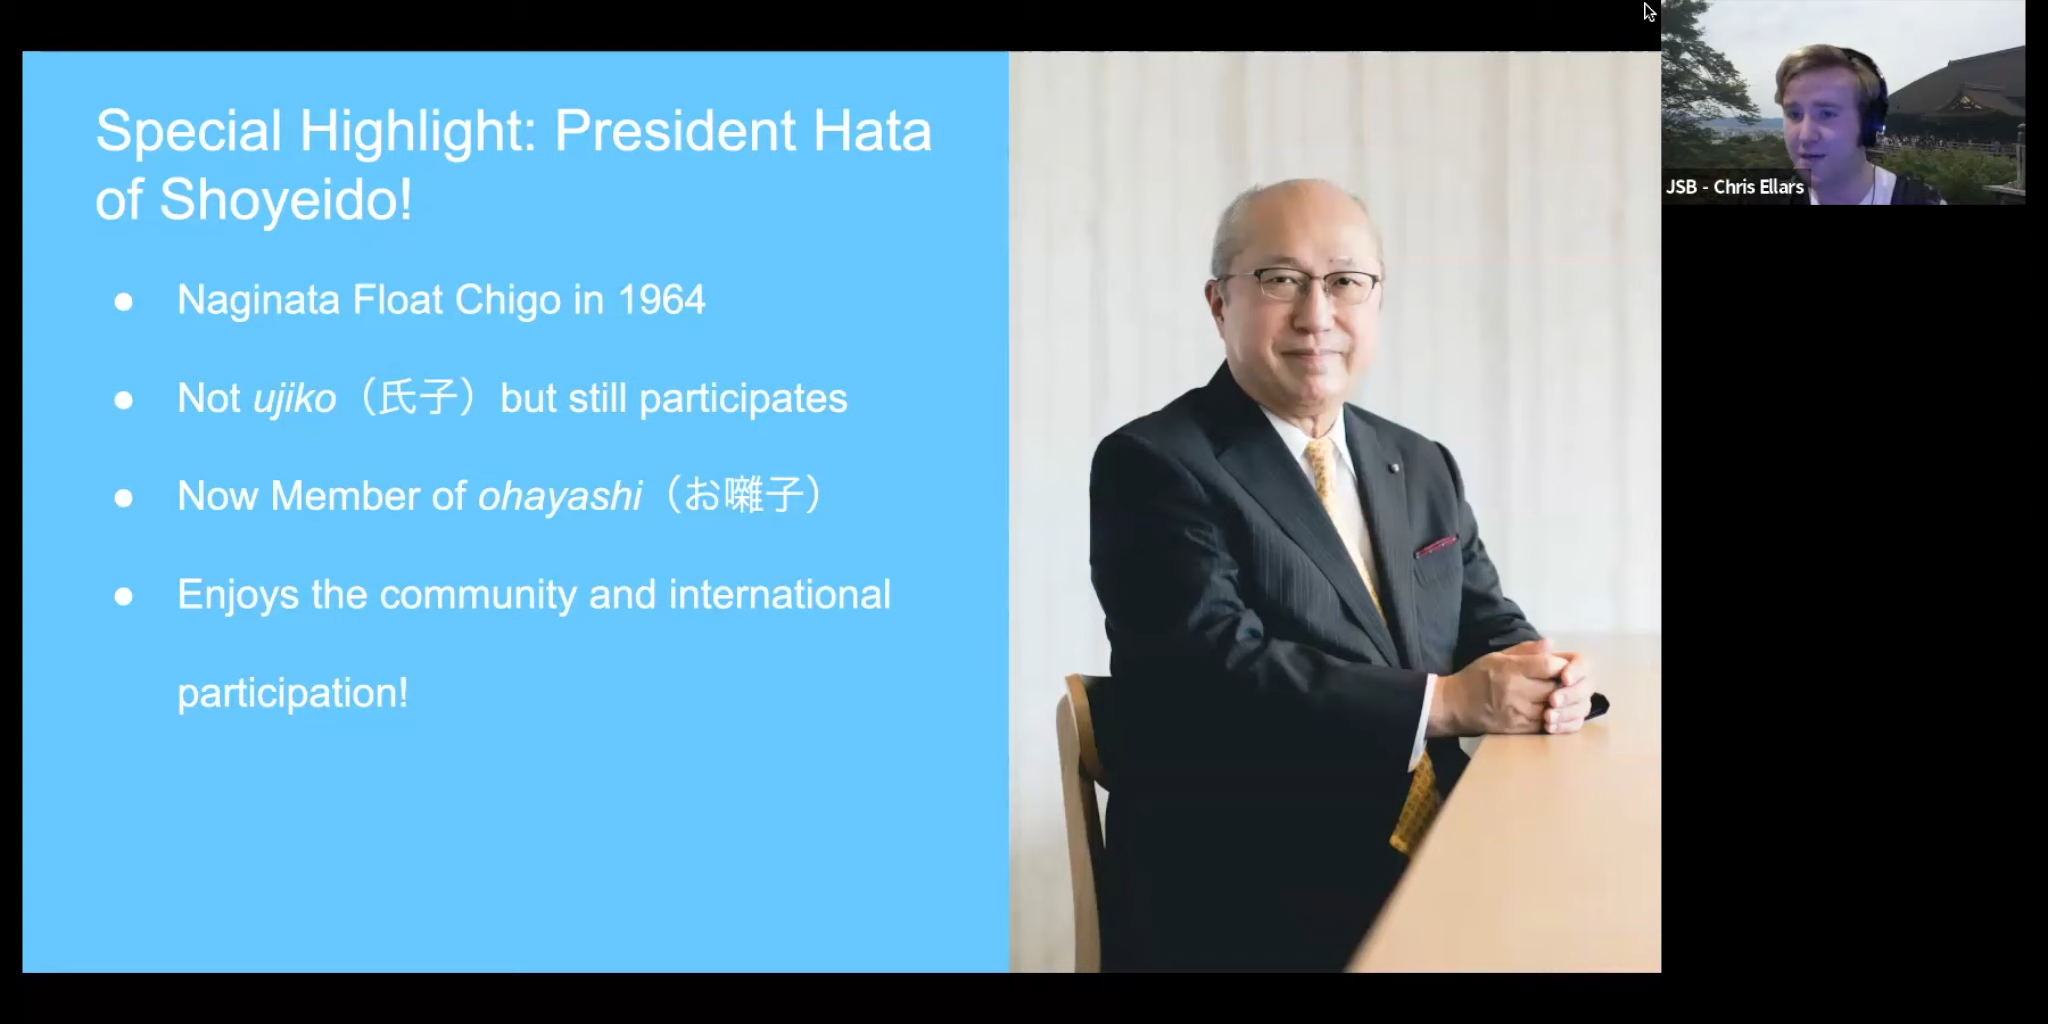 Special Highlight: President Hata
of Shoyeido!
● Naginata Float Chigo in 1964
● Not ujiko（氏子）but still participates
● Now Member of ohayashi（お囃子）
● Enjoys the community and international
participation!
JSB - Chris Ellars